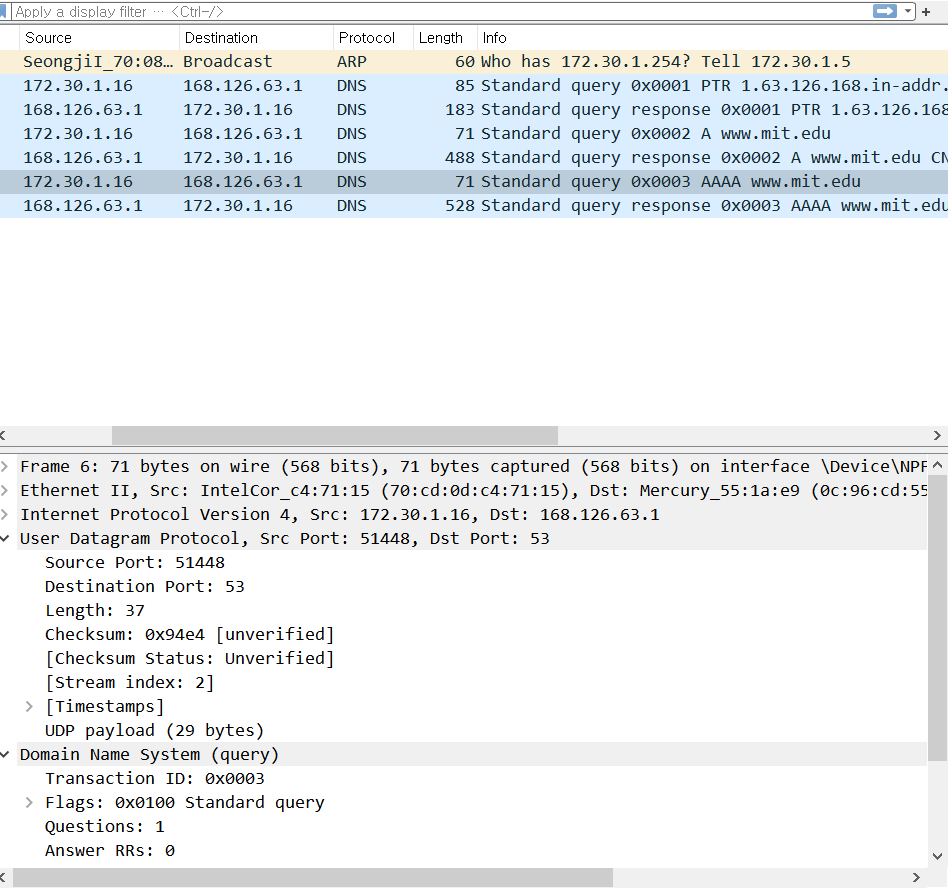 Apply a display filter ··· <Ctrl-/>
+
Source Destination Protocol Length Info
SeongjiI_70:08… Broadcast ARP 60 Who has 172.30.1.254? Tell 172.30.1.5
172.30.1.16 168.126.63.1 DNS 85 Standard query 0x0001 PTR 1.63.126.168.in-addr.
168.126.63.1 172.30.1.16 DNS 183 Standard query response 0x0001 PTR 1.63.126.168
172.30.1.16 168.126.63.1 DNS 71 Standard query 0x0002 A www.mit.edu
168.126.63.1 172.30.1.16 DNS 488 Standard query response 0x0002 A www.mit.edu CN
172.30.1.16 168.126.63.1 DNS 71 Standard query 0x0003 AAAA www.mit.edu
168.126.63.1 172.30.1.16 DNS 528 Standard query response 0x0003 AAAA www.mit.edu
Frame 6: 71 bytes on wire (568 bits), 71 bytes captured (568 bits) on interface \Device\NPF
Ethernet II, Src: IntelCor_c4:71:15 (70:cd:0d:c4:71:15), Dst: Mercury_55:1a:e9 (0c:96:cd:55
Internet Protocol Version 4, Src: 172.30.1.16, Dst: 168.126.63.1
User Datagram Protocol, Src Port: 51448, Dst Port: 53
Source Port: 51448
Destination Port: 53
Length: 37
Checksum: 0x94e4 [unverified]
[Checksum Status: Unverified]
[Stream index: 2]
[Timestamps]
UDP payload (29 bytes)
Domain Name System (query)
Transaction ID: 0x0003
Flags: 0x0100 Standard query
Questions: 1
Answer RRs: 0